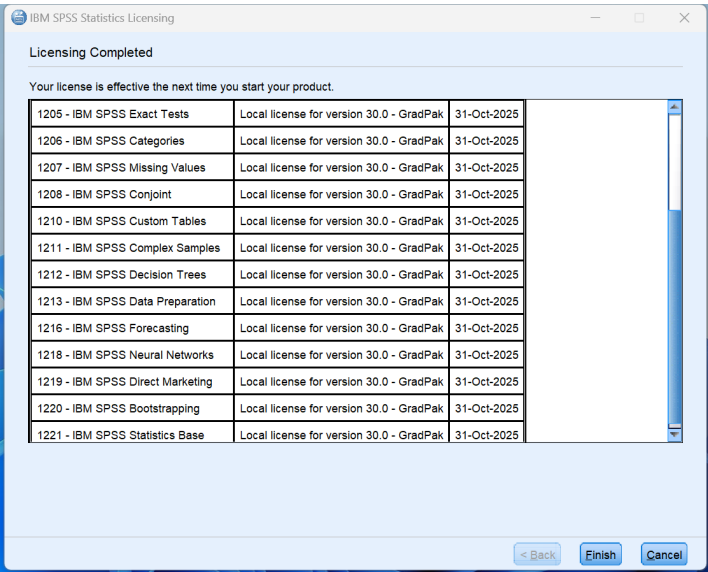 IBM SPSS Statistics Licensing
Licensing Completed
Your license is effective the next time you start your product.
1205 - IBM SPSS Exact Tests Local license for version 30.0 - GradPak 31-Oct-2025
1206 - IBM SPSS Categories Local license for version 30.0 - GradPak 31-Oct-2025
1207 - IBM SPSS Missing Values Local license for version 30.0 - GradPak 31-Oct-2025
1208 - IBM SPSS Conjoint Local license for version 30.0 - GradPak 31-Oct-2025
1210 - IBM SPSS Custom Tables Local license for version 30.0 - GradPak 31-Oct-2025
1211 - IBM SPSS Complex Samples Local license for version 30.0 - GradPak 31-Oct-2025
1212 - IBM SPSS Decision Trees Local license for version 30.0 - GradPak 31-Oct-2025
1213 - IBM SPSS Data Preparation Local license for version 30.0 - GradPak 31-Oct-2025
1216 - IBM SPSS Forecasting Local license for version 30.0 - GradPak 31-Oct-2025
1218 - IBM SPSS Neural Networks Local license for version 30.0 - GradPak 31-Oct-2025
1219 - IBM SPSS Direct Marketing Local license for version 30.0 - GradPak 31-Oct-2025
1220 - IBM SPSS Bootstrapping Local license for version 30.0 - GradPak 31-Oct-2025
1221 - IBM SPSS Statistics Base Local license for version 30.0 - GradPak 31-Oct-2025
< Back Finish Cancel